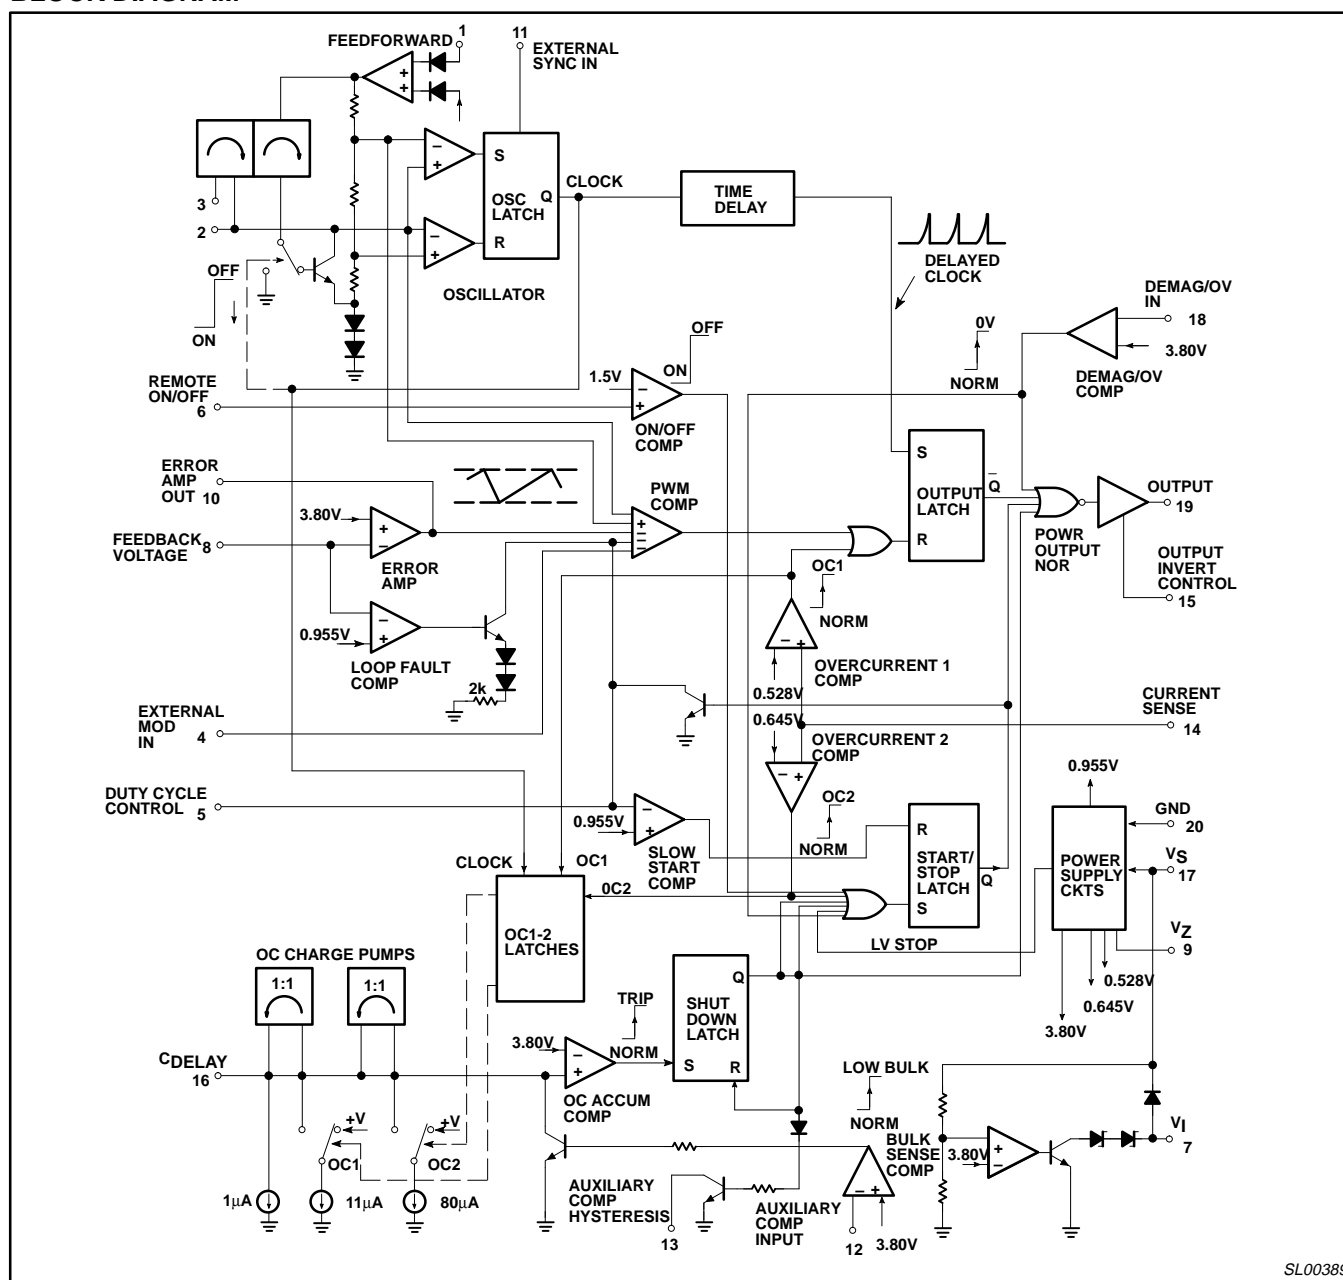 BLOCK DIAGRAM
FEEDFORWARD
1
11
EXTERNAL
SYNC IN
+
+
3
2
−
+
−
+
S
OSC
LATCH
Q
R
CLOCK
TIME
DELAY
OSCILLATOR
DELAYED
CLOCK
OFF
ON
DEMAG/OV
IN
18
3.80V
DEMAG/OV
COMP
0V
NORM
REMOTE
ON/OFF
6
1.5V
−
+
ON
OFF
ON/OFF
COMP
ERROR
AMP
OUT 10
3.80V
+
−
ERROR
AMP
FEEDBACK
VOLTAGE
8
PWM
COMP
+
+
−
−
S
OUTPUT
LATCH
Q̅
R
POWR
OUTPUT
NOR
OUTPUT
19
OUTPUT
INVERT
CONTROL
15
0.955V
−
+
LOOP FAULT
COMP
2k
OC1
NORM
−
+
OVERCURRENT 1
COMP
0.528V
0.645V
OVERCURRENT 2
COMP
−
+
CURRENT
SENSE
14
EXTERNAL
MOD
IN
4
DUTY CYCLE
CONTROL
5
0.955V
−
+
SLOW
START
COMP
OC2
NORM
R
START/
STOP
LATCH
Q
S
0.955V
GND
20
POWER
SUPPLY
CKTS
VS
17
VZ
9
0.528V
0.645V
3.80V
LV STOP
CLOCK
OC1
0C2
OC1-2
LATCHES
OC CHARGE PUMPS
1:1
1:1
CDELAY
16
3.80V
−
+
OC ACCUM
COMP
TRIP
NORM
Q
SHUT
DOWN
LATCH
S
R
+V
OC1
+V
OC2
1µA
11µA
80µA
AUXILIARY
COMP
HYSTERESIS
13
AUXILIARY
COMP
INPUT
LOW BULK
NORM
BULK
SENSE
COMP
−
+
12
3.80V
3.80V
+
−
VI
7
SL00389